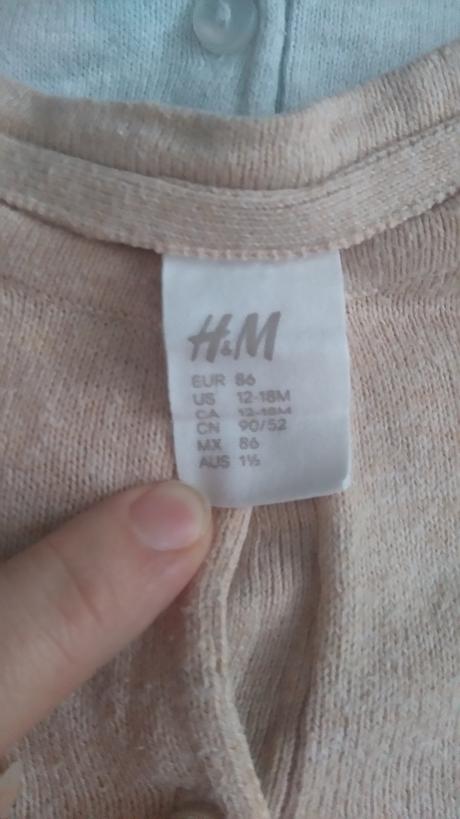 H&M
EUR 86
US 12-18M
CA 12-18M
CN 90/52
MX 86
AUS 1½